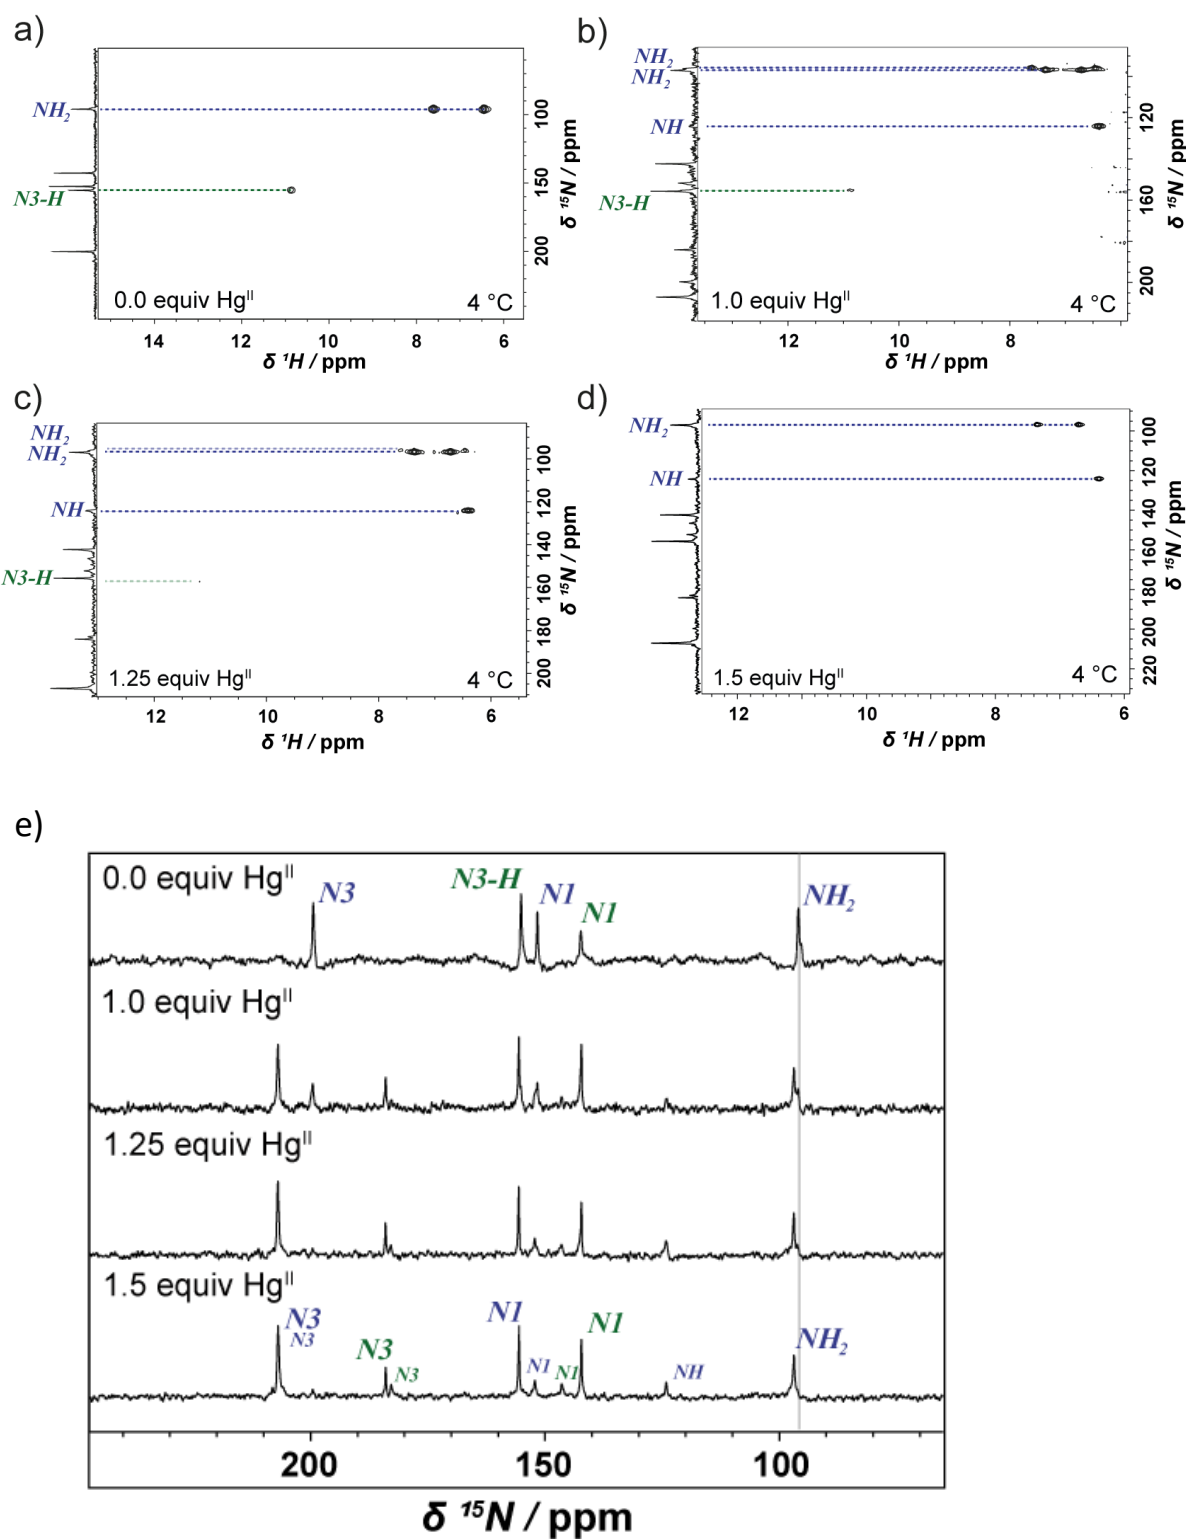 a)
NH2
N3-H
100
150
200
δ 15N / ppm
0.0 equiv HgII
4 °C
14 12 10 8 6
δ 1H / ppm
b)
NH2
NH2
NH
N3-H
120
160
200
δ 15N / ppm
1.0 equiv HgII
4 °C
12 10 8
δ 1H / ppm
c)
NH2
NH2
NH
N3-H
100
120
140
160
180
200
δ 15N / ppm
1.25 equiv HgII
4 °C
12 10 8 6
δ 1H / ppm
d)
NH2
NH
100
120
140
160
180
200
220
δ 15N / ppm
1.5 equiv HgII
4 °C
12 10 8 6
δ 1H / ppm
e)
0.0 equiv HgII
N3 N3-H N1 N1 NH2
1.0 equiv HgII
1.25 equiv HgII
1.5 equiv HgII
N3 N1 N1
N3 N3 NH2
N3 N1 N1 NH
200 150 100
δ 15N / ppm